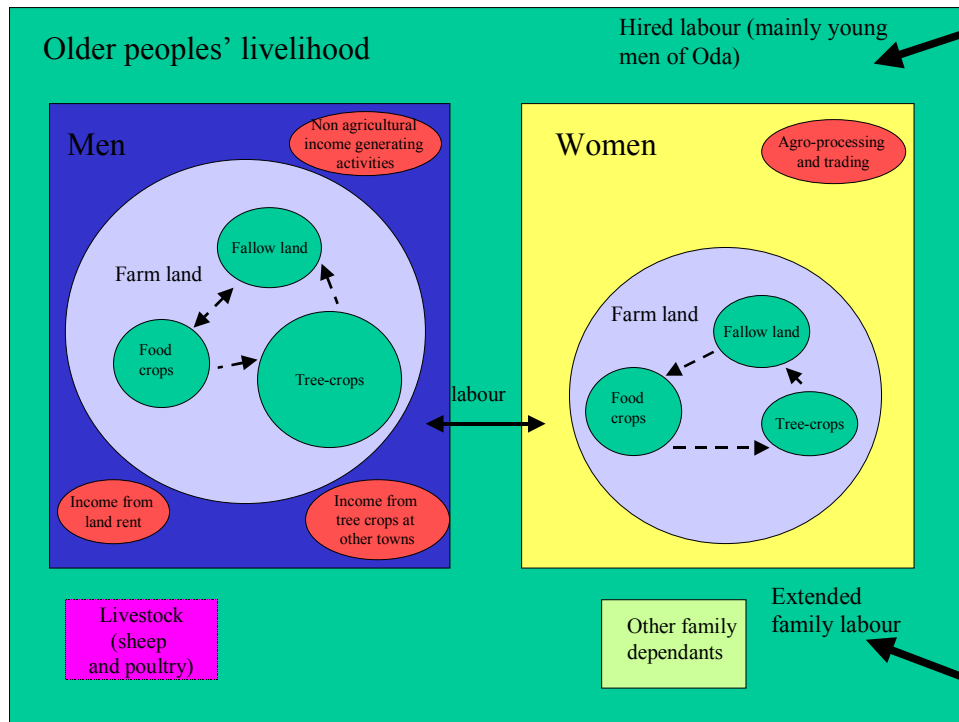 Older peoples’ livelihood
Hired labour (mainly young
men of Oda)
Men
Non agricultural
income generating
activities
Fallow land
Farm land
Food
crops
Tree-crops
Income from
land rent
Income from
tree crops at
other towns
labour
Women
Agro-processing
and trading
Farm land
Fallow land
Food
crops
Tree-crops
Livestock
(sheep
and poultry)
Other family
dependants
Extended
family labour